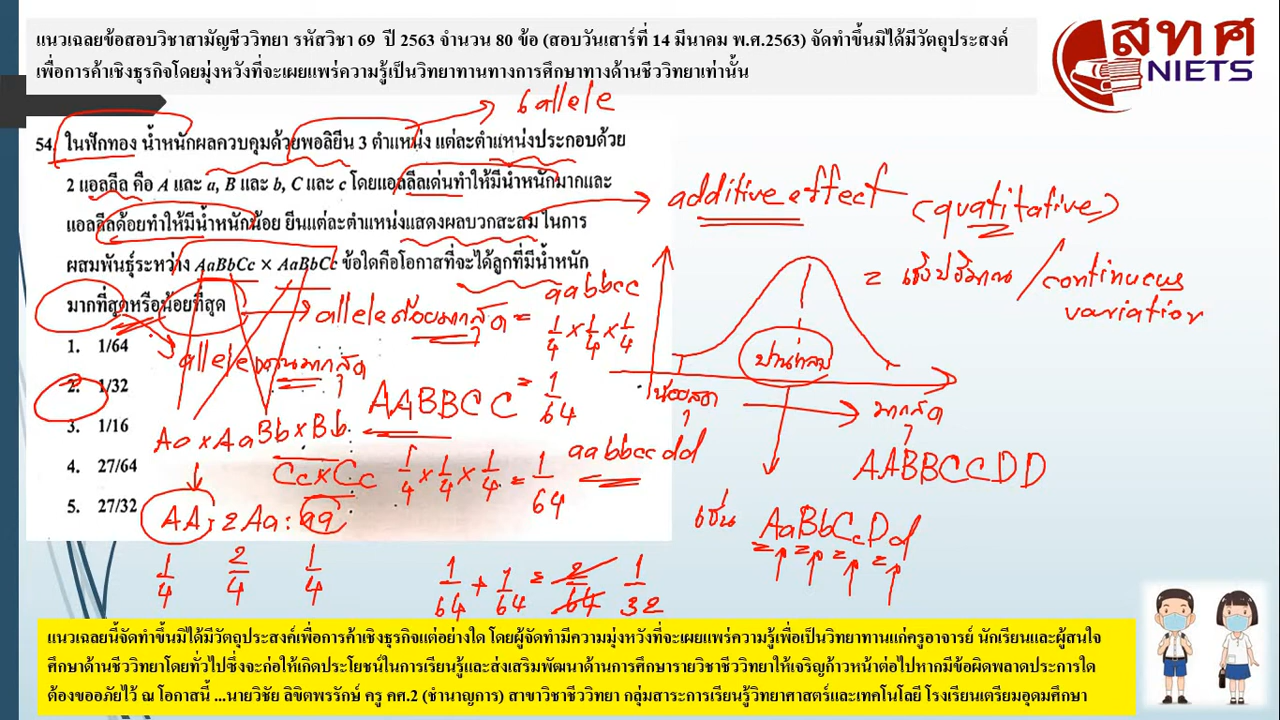 แนวเฉลยข้อสอบวิชาสามัญชีววิทยา รหัสวิชา 69 ปี 2563 จำนวน 80 ข้อ (สอบวันเสาร์ที่ 14 มีนาคม พ.ศ.2563) จัดทำขึ้นมิได้มีวัตถุประสงค์
เพื่อการค้าเชิงธุรกิจโดยมุ่งหวังที่จะเผยแพร่ความรู้เป็นวิทยาทานทางการศึกษาทางด้านชีววิทยาเท่านั้น
สทศ
NIETS
6 allele
54. ในฟักทอง น้ำหนักผลควบคุมด้วยพอลิยีน 3 ตำแหน่ง แต่ละตำแหน่งประกอบด้วย
2 แอลลีล คือ A และ a, B และ b, C และ c โดยแอลลีลเด่นทำให้มีน้ำหนักมากและ
แอลลีลด้อยทำให้มีน้ำหนักน้อย ยีนแต่ละตำแหน่งแสดงผลบวกสะสม ในการ
ผสมพันธุ์ระหว่าง AaBbCc × AaBbCc ข้อใดคือโอกาสที่จะได้ลูกที่มีน้ำหนัก
มากที่สุดหรือน้อยที่สุด
1. 1/64
2. 1/32
3. 1/16
4. 27/64
5. 27/32
additive effect (quatitative)
= เชิงปริมาณ / continuous
variation
aabbcc
allele ด้อยมากสุด = 1/4 × 1/4 × 1/4
= 1/64
allele เด่นมากสุด
AABBCC
Aa×Aa Bb×Bb
Cc×Cc 1/4 × 1/4 × 1/4 = 1/64
aabbccdd
AA : 2Aa : aa
1/4 2/4 1/4
1/64 + 1/64 = 2/64 1/32
ปานกลาง
น้อยสุด
มากสุด
AABBCCDD
เช่น AaBbCcDd
แนวเฉลยนี้จัดทำขึ้นมิได้มีวัตถุประสงค์เพื่อการค้าเชิงธุรกิจแต่อย่างใด โดยผู้จัดทำมีความมุ่งหวังที่จะเผยแพร่ความรู้เพื่อเป็นวิทยาทานแก่ครูอาจารย์ นักเรียนและผู้สนใจ
ศึกษาด้านชีววิทยาโดยทั่วไปซึ่งจะก่อให้เกิดประโยชน์ในการเรียนรู้และส่งเสริมพัฒนาด้านการศึกษารายวิชาชีววิทยาให้เจริญก้าวหน้าต่อไปหากมีข้อผิดพลาดประการใด
ต้องขออภัยไว้ ณ โอกาสนี้ ...นายวิชัย ลิขิตพรรักษ์ ครู คศ.2 (ชำนาญการ) สาขาวิชาชีววิทยา กลุ่มสาระการเรียนรู้วิทยาศาสตร์และเทคโนโลยี โรงเรียนเตรียมอุดมศึกษา